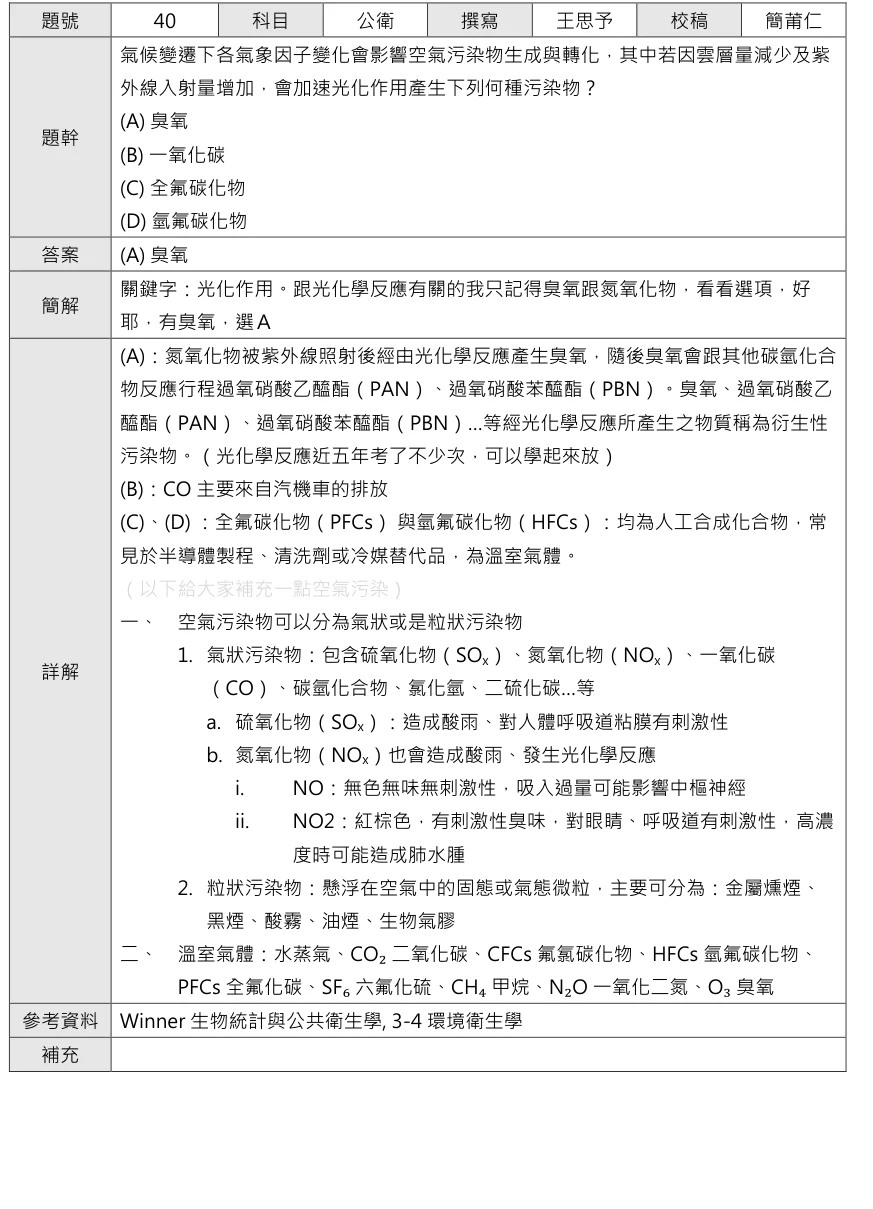 題號 40 科目 公衛 撰寫 王思予 校稿 簡莆仁
題幹
氣候變遷下各氣象因子變化會影響空氣污染物生成與轉化，其中若因雲層量減少及紫
外線入射量增加，會加速光化作用產生下列何種污染物？
(A) 臭氧
(B) 一氧化碳
(C) 全氟碳化物
(D) 氫氟碳化物
答案 (A) 臭氧
簡解
關鍵字：光化作用。跟光化學反應有關的我只記得臭氧跟氮氧化物，看看選項，好
耶，有臭氧，選A
詳解
(A)：氮氧化物被紫外線照射後經由光化學反應產生臭氧，隨後臭氧會跟其他碳氫化合
物反應行程過氧硝酸乙醯酯（PAN）、過氧硝酸苯醯酯（PBN）。臭氧、過氧硝酸乙
醯酯（PAN）、過氧硝酸苯醯酯（PBN）…等經光化學反應所產生之物質稱為衍生性
污染物。（光化學反應近五年考了不少次，可以學起來放）
(B)：CO 主要來自汽機車的排放
(C)、(D) ：全氟碳化物（PFCs） 與氫氟碳化物（HFCs）：均為人工合成化合物，常
見於半導體製程、清洗劑或冷媒替代品，為溫室氣體。
（以下給大家補充一點空氣污染）
一、 空氣污染物可以分為氣狀或是粒狀污染物
1. 氣狀污染物：包含硫氧化物（SOₓ）、氮氧化物（NOₓ）、一氧化碳
（CO）、碳氫化合物、氯化氫、二硫化碳…等
a. 硫氧化物（SOₓ）：造成酸雨、對人體呼吸道粘膜有刺激性
b. 氮氧化物（NOₓ）也會造成酸雨、發生光化學反應
i. NO：無色無味無刺激性，吸入過量可能影響中樞神經
ii. NO2：紅棕色，有刺激性臭味，對眼睛、呼吸道有刺激性，高濃
度時可能造成肺水腫
2. 粒狀污染物：懸浮在空氣中的固態或氣態微粒，主要可分為：金屬燻煙、
黑煙、酸霧、油煙、生物氣膠
二、 溫室氣體：水蒸氣、CO₂ 二氧化碳、CFCs 氟氯碳化物、HFCs 氫氟碳化物、
PFCs 全氟化碳、SF₆ 六氟化硫、CH₄ 甲烷、N₂O 一氧化二氮、O₃ 臭氧
參考資料 Winner 生物統計與公共衛生學, 3-4 環境衛生學
補充